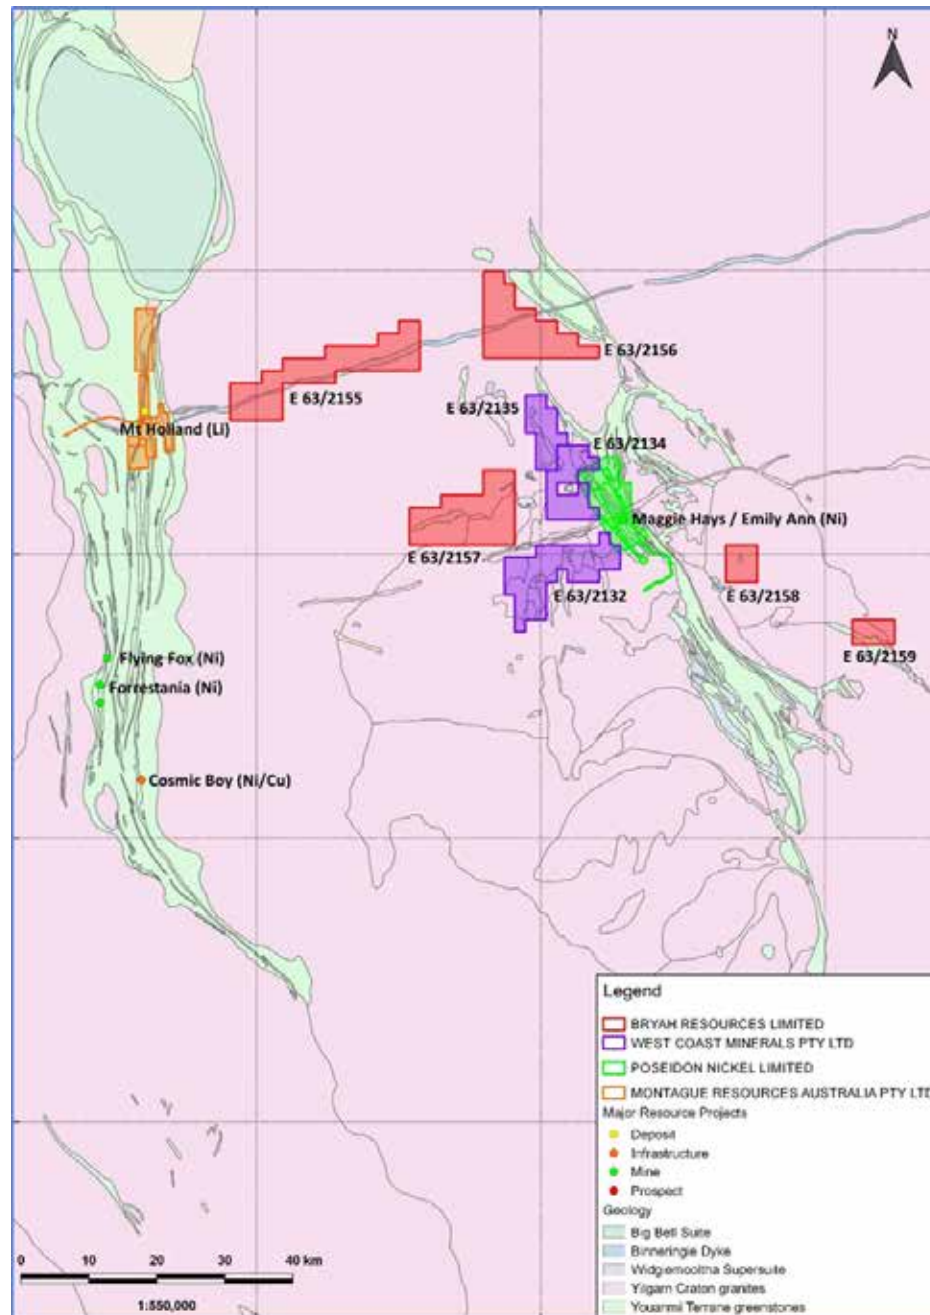 N
E 63/2156
E 63/2155
E 63/2135
Mt Holland (Li)
E 63/2134
Maggie Hays / Emily Ann (Ni)
E 63/2157
E 63/2132
E 63/2158
E 63/2159
Flying Fox (Ni)
Forrestania (Ni)
Cosmic Boy (Ni/Cu)
Legend
BRYAH RESOURCES LIMITED
WEST COAST MINERALS PTY LTD
POSEIDON NICKEL LIMITED
MONTAGUE RESOURCES AUSTRALIA PTY LTD
Major Resource Projects
Deposit
Infrastructure
Mine
Prospect
Geology
Big Bell Suite
Binneringie Dyke
Widgiemooltha Supersuite
Yilgarn Craton granites
Youanmi Terrane greenstones
0 10 20 30 40 km
1:550,000